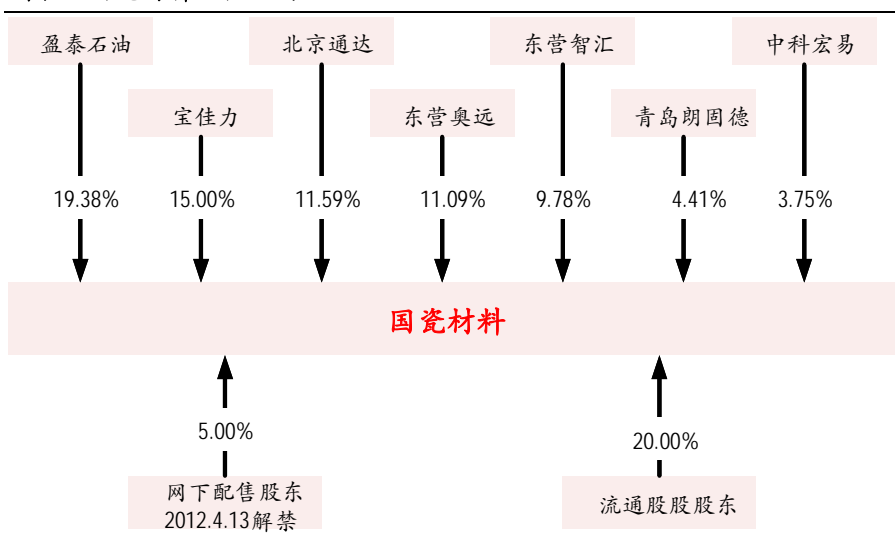 盈泰石油
北京通达
东营智汇
中科宏易
宝佳力
东营奥远
青岛朗固德
19.38%
15.00%
11.59%
11.09%
9.78%
4.41%
3.75%
国瓷材料
5.00%
20.00%
网下配售股东
2012.4.13解禁
流通股股股东